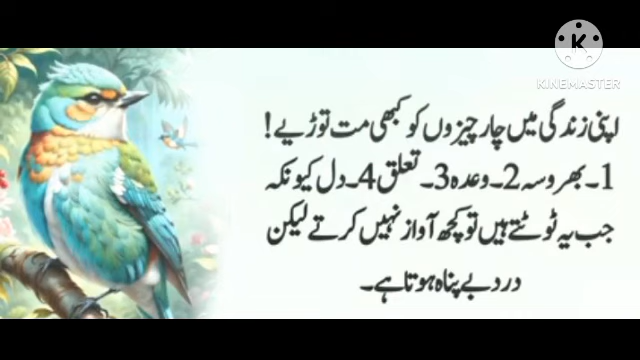 K
KINEMASTER
اپنی زندگی میں چار چیزوں کو کبھی مت توڑیے!
1۔بھروسہ 2۔وعدہ 3۔تعلق 4۔دل کیونکہ
جب یہ ٹوٹتے ہیں تو کچھ آواز نہیں کرتے لیکن
درد بے پناہ ہوتا ہے۔